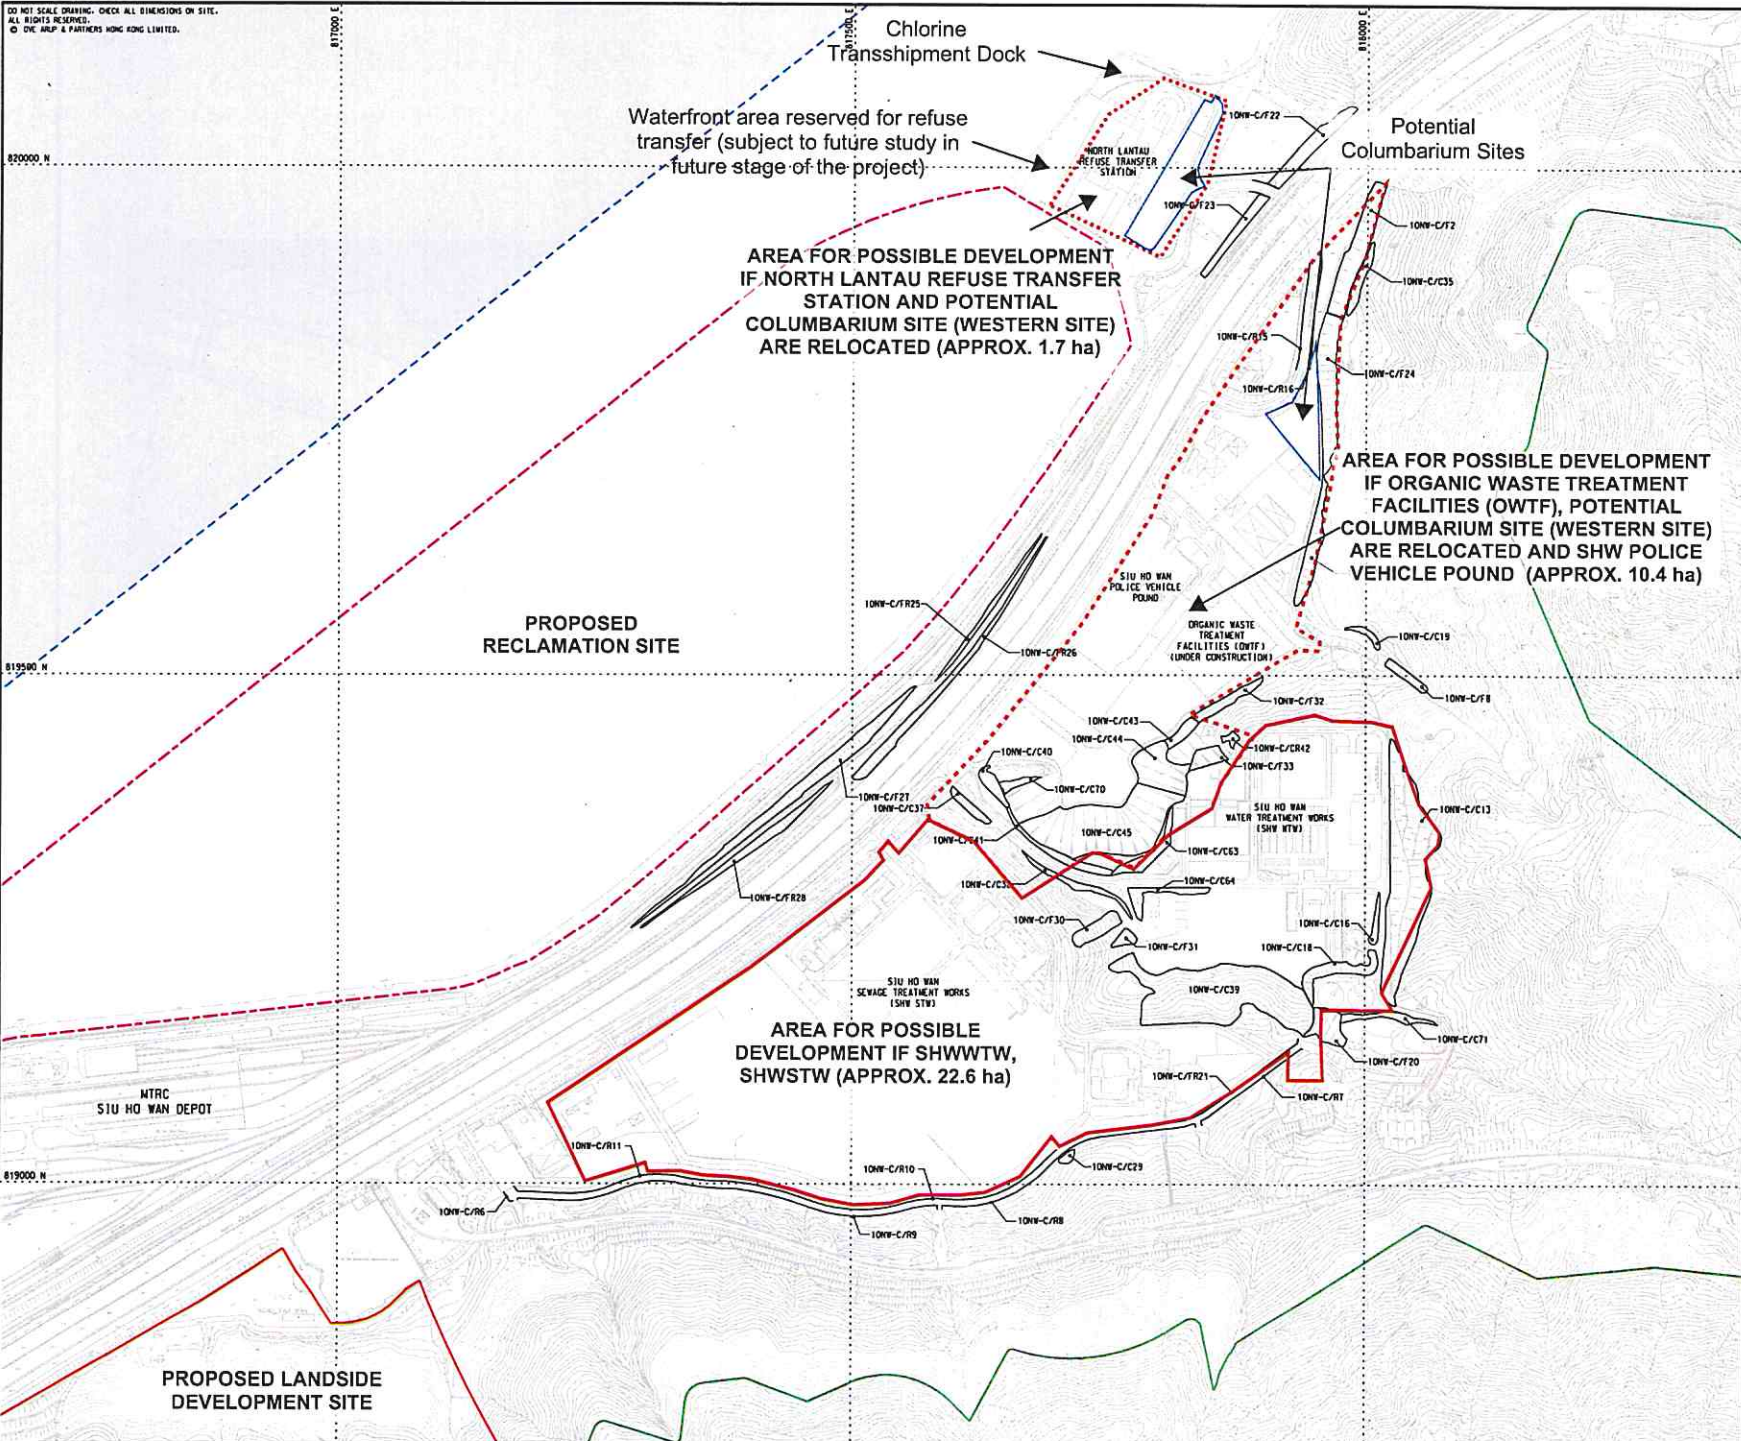 DO NOT SCALE DRAWING. CHECK ALL DIMENSIONS ON SITE.
ALL RIGHTS RESERVED.
© OVE ARUP & PARTNERS HONG KONG LIMITED.
817000 E
817500 E
818000 E
Chlorine
Transshipment Dock
Waterfront area reserved for refuse
transfer (subject to future study in
future stage of the project)
10NW-C/F22
Potential
Columbarium Sites
820000 N
NORTH LANTAU
REFUSE TRANSFER
STATION
10NW-C/F23
10NW-C/F2
AREA FOR POSSIBLE DEVELOPMENT
IF NORTH LANTAU REFUSE TRANSFER
STATION AND POTENTIAL
COLUMBARIUM SITE (WESTERN SITE)
ARE RELOCATED (APPROX. 1.7 ha)
10NW-C/C35
10NW-C/R15
10NW-C/F24
10NW-C/R16
AREA FOR POSSIBLE DEVELOPMENT
IF ORGANIC WASTE TREATMENT
FACILITIES (OWTF), POTENTIAL
COLUMBARIUM SITE (WESTERN SITE)
ARE RELOCATED AND SHW POLICE
VEHICLE POUND (APPROX. 10.4 ha)
SIU HO WAN
POLICE VEHICLE
POUND
10NW-C/FR25
PROPOSED
RECLAMATION SITE
ORGANIC WASTE
TREATMENT
FACILITIES (OWTF)
(UNDER CONSTRUCTION)
10NW-C/C19
10NW-C/FR26
819500 N
10NW-C/F8
10NW-C/F32
10NW-C/C43
10NW-C/C44
10NW-C/CR42
10NW-C/C40
10NW-C/F33
10NW-C/C70
10NW-C/F27
10NW-C/C37
SIU HO WAN
WATER TREATMENT WORKS
(SHW WTW)
10NW-C/C13
10NW-C/C45
10NW-C/C63
10NW-C/C64
10NW-C/FR28
10NW-C/F30
10NW-C/C16
10NW-C/F31
10NW-C/C18
SIU HO WAN
SEWAGE TREATMENT WORKS
(SHW STW)
10NW-C/C39
AREA FOR POSSIBLE
DEVELOPMENT IF SHWWTW,
SHWSTW (APPROX. 22.6 ha)
10NW-C/C71
10NW-C/F20
10NW-C/FR21
10NW-C/R7
MTRC
SIU HO WAN DEPOT
10NW-C/R11
10NW-C/R10
10NW-C/C29
819000 N
10NW-C/R6
10NW-C/R8
10NW-C/R9
PROPOSED LANDSIDE
DEVELOPMENT SITE